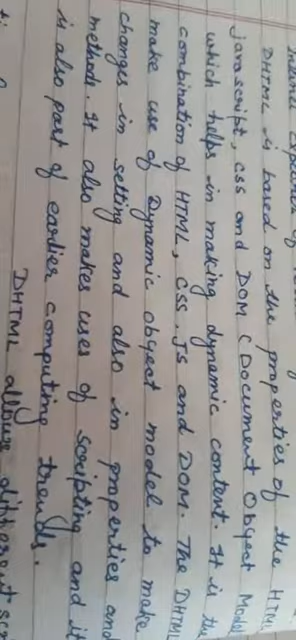 DHTML is based on the properties of the HTML
javascript, css and DOM (Document Object Model
which helps in making dynamic content. It is the
combination of HTML, CSS, JS and DOM. The DHTML
make use of Dynamic object model to make
changes in setting and also in properties and
methods. It also makes uses of Scripting and it
is also part of earlier computing trends.
DHTML allows different